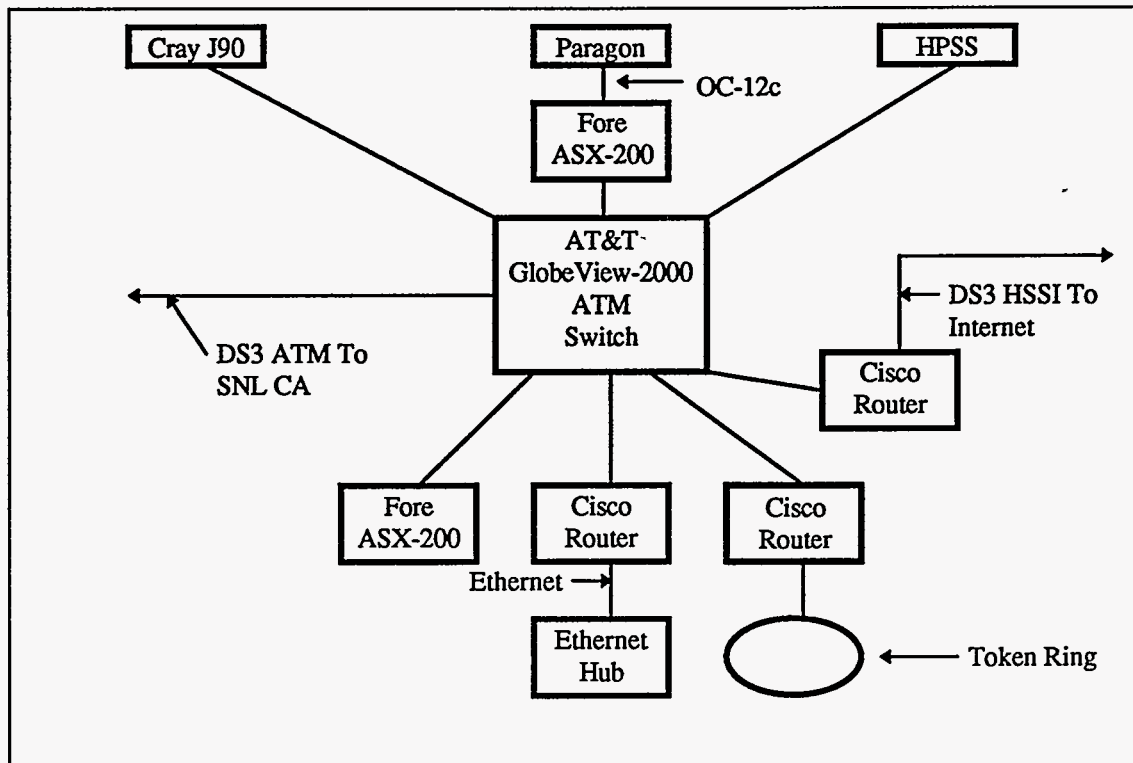 Cray J90
Paragon
HPSS
OC-12c
Fore
ASX-200
AT&T
GlobeView-2000
ATM
Switch
DS3 HSSI To
Internet
DS3 ATM To
SNL CA
Cisco
Router
Fore
ASX-200
Cisco
Router
Cisco
Router
Ethernet
Ethernet
Hub
Token Ring